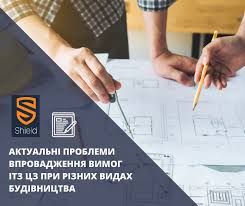 Shield
АКТУАЛЬНІ ПРОБЛЕМИ
ВПРОВАДЖЕННЯ ВИМОГ
ІТЗ ЦЗ ПРИ РІЗНИХ ВИДАХ
БУДІВНИЦТВА